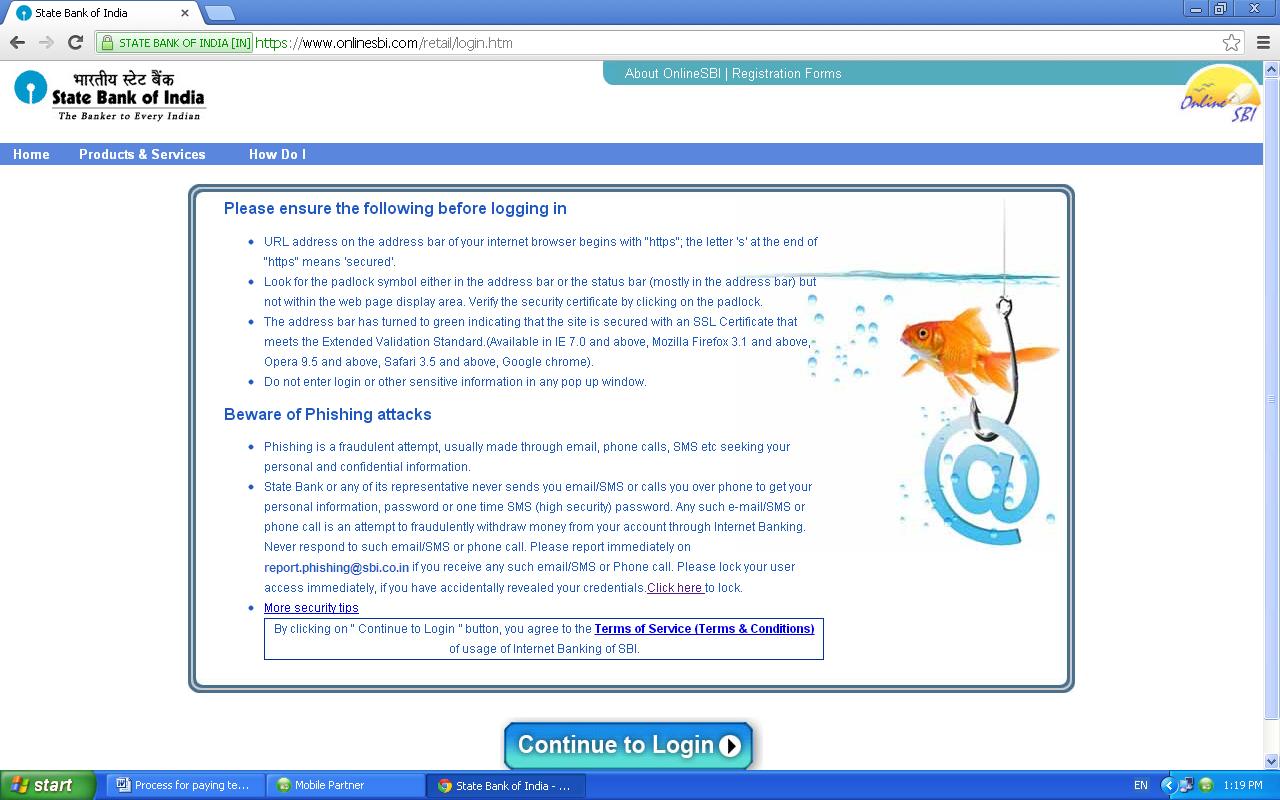 State Bank of India
STATE BANK OF INDIA [IN] https://www.onlinesbi.com/retail/login.htm
About OnlineSBI | Registration Forms
भारतीय स्टेट बैंक
State Bank of India
The Banker to Every Indian
Online SBI
Home Products & Services How Do I
Please ensure the following before logging in
URL address on the address bar of your internet browser begins with "https"; the letter 's' at the end of
"https" means 'secured'.
Look for the padlock symbol either in the address bar or the status bar (mostly in the address bar) but
not within the web page display area. Verify the security certificate by clicking on the padlock.
The address bar has turned to green indicating that the site is secured with an SSL Certificate that
meets the Extended Validation Standard.(Available in IE 7.0 and above, Mozilla Firefox 3.1 and above,
Opera 9.5 and above, Safari 3.5 and above, Google chrome).
Do not enter login or other sensitive information in any pop up window.
Beware of Phishing attacks
Phishing is a fraudulent attempt, usually made through email, phone calls, SMS etc seeking your
personal and confidential information.
State Bank or any of its representative never sends you email/SMS or calls you over phone to get your
personal information, password or one time SMS (high security) password. Any such e-mail/SMS or
phone call is an attempt to fraudulently withdraw money from your account through Internet Banking.
Never respond to such email/SMS or phone call. Please report immediately on
report.phishing@sbi.co.in if you receive any such email/SMS or Phone call. Please lock your user
access immediately, if you have accidentally revealed your credentials.Click here to lock.
More security tips
By clicking on " Continue to Login " button, you agree to the Terms of Service (Terms & Conditions)
of usage of Internet Banking of SBI.
@
Continue to Login
start Process for paying te... Mobile Partner State Bank of India - ... EN 1:19 PM